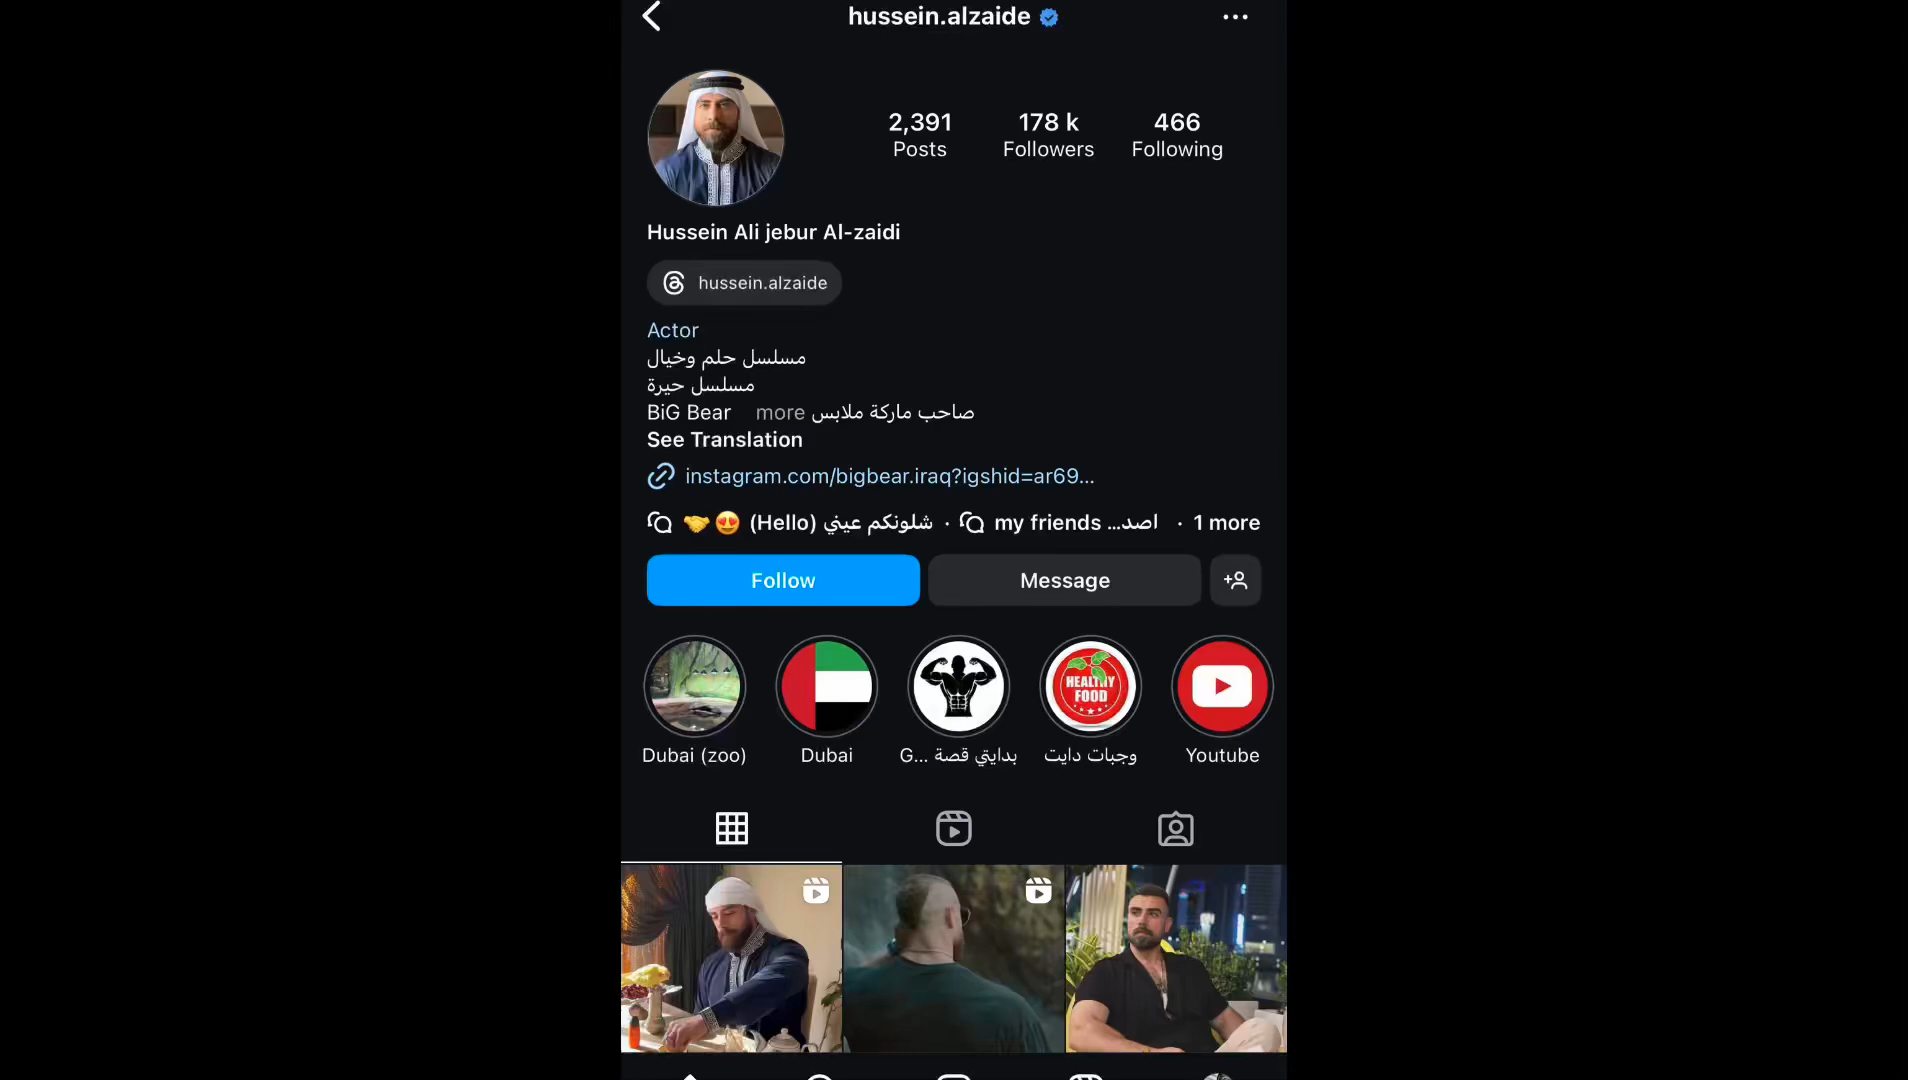 hussein.alzaide
2,391 178 k 466
Posts Followers Following
Hussein Ali jebur Al-zaidi
hussein.alzaide
Actor
مسلسل حلم وخيال
مسلسل حيرة
BiG Bear صاحب ماركة ملابس more
See Translation
instagram.com/bigbear.iraq?igshid=ar69...
🤝😍 (Hello) شلونكم عيني · my friends ...اصد · 1 more
Follow Message
HEALTHY
FOOD
Dubai (zoo) Dubai G... بدايتي قصة وجبات دايت Youtube